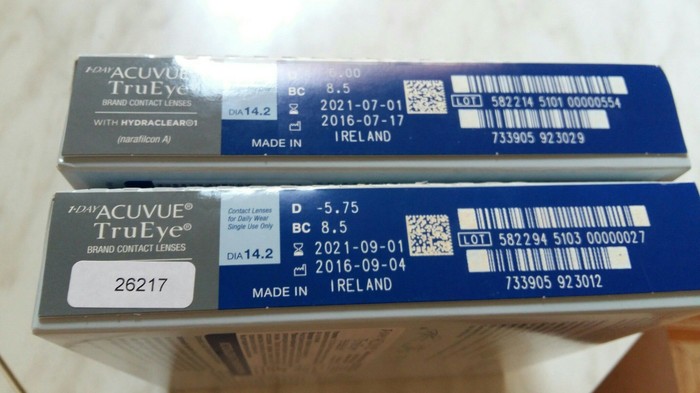 1-DAY ACUVUE®
TruEye®
BRAND CONTACT LENSES
WITH HYDRACLEAR®1
(narafilcon A)
DIA 14.2
6.00
BC 8.5
2021-07-01
2016-07-17
MADE IN IRELAND
LOT 582214 5101 00000554
733905 923029
1-DAY ACUVUE®
TruEye®
BRAND CONTACT LENSES
26217
Contact Lenses
for Daily Wear
Single Use Only
DIA 14.2
D -5.75
BC 8.5
2021-09-01
2016-09-04
MADE IN IRELAND
LOT 582294 5103 00000027
733905 923012